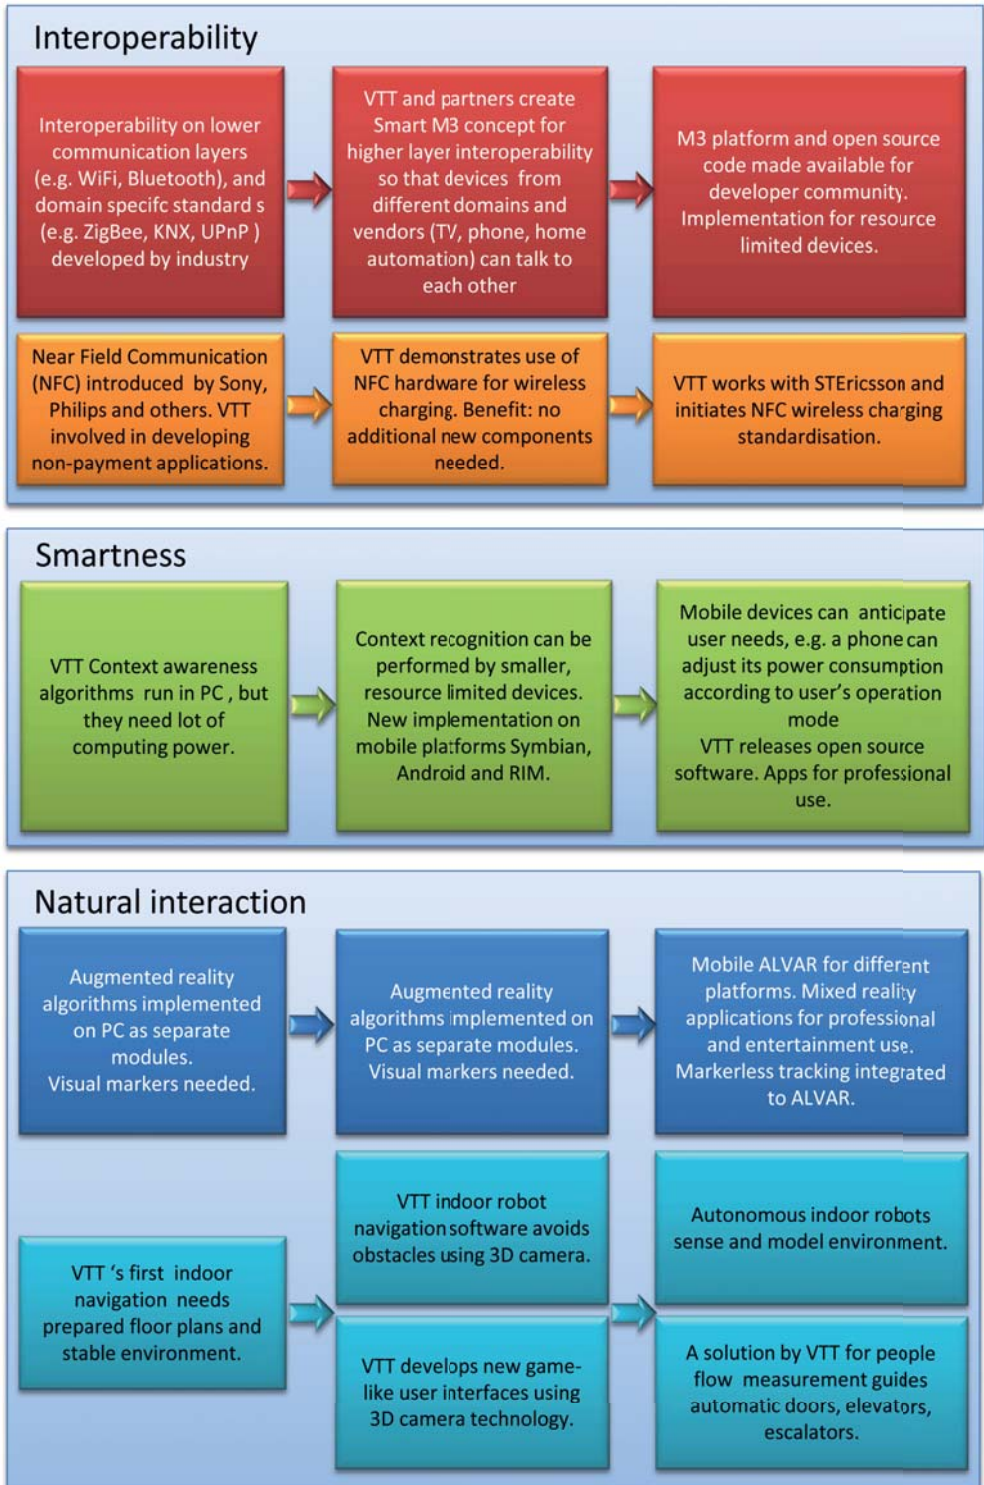 Interoperability
Interoperability on lower
communication layers
(e.g. WiFi, Bluetooth), and
domain specifc standard s
(e.g. ZigBee, KNX, UPnP )
developed by industry
VTT and partners create
Smart M3 concept for
higher layer interoperability
so that devices from
different domains and
vendors (TV, phone, home
automation) can talk to
each other
M3 platform and open source
code made available for
developer community.
Implementation for resource
limited devices.
Near Field Communication
(NFC) introduced by Sony,
Philips and others. VTT
involved in developing
non-payment applications.
VTT demonstrates use of
NFC hardware for wireless
charging. Benefit: no
additional new components
needed.
VTT works with STEricsson and
initiates NFC wireless charging
standardisation.
Smartness
VTT Context awareness
algorithms run in PC , but
they need lot of
computing power.
Context recognition can be
performed by smaller,
resource limited devices.
New implementation on
mobile platforms Symbian,
Android and RIM.
Mobile devices can anticipate
user needs, e.g. a phone can
adjust its power consumption
according to user's operation
mode
VTT releases open source
software. Apps for professional
use.
Natural interaction
Augmented reality
algorithms implemented
on PC as separate
modules.
Visual markers needed.
Augmented reality
algorithms implemented on
PC as separate modules.
Visual markers needed.
Mobile ALVAR for different
platforms. Mixed reality
applications for professional
and entertainment use.
Markerless tracking integrated
to ALVAR.
VTT 's first indoor
navigation needs
prepared floor plans and
stable environment.
VTT indoor robot
navigation software avoids
obstacles using 3D camera.
Autonomous indoor robots
sense and model environment.
VTT develops new game-
like user interfaces using
3D camera technology.
A solution by VTT for people
flow measurement guides
automatic doors, elevators,
escalators.